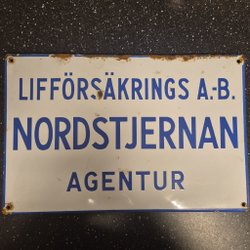 LIFFÖRSÄKRINGS A.-B.
NORDSTJERNAN
AGENTUR